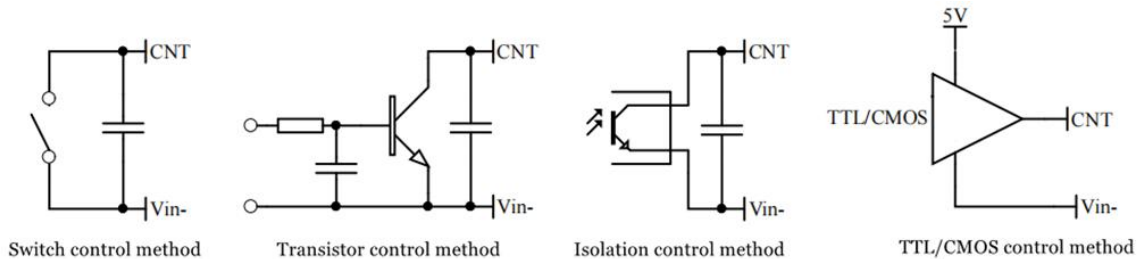 5V
CNT
CNT
CNT
TTL/CMOS
CNT
Vin-
Vin-
Vin-
Vin-
Switch control method
Transistor control method
Isolation control method
TTL/CMOS control method